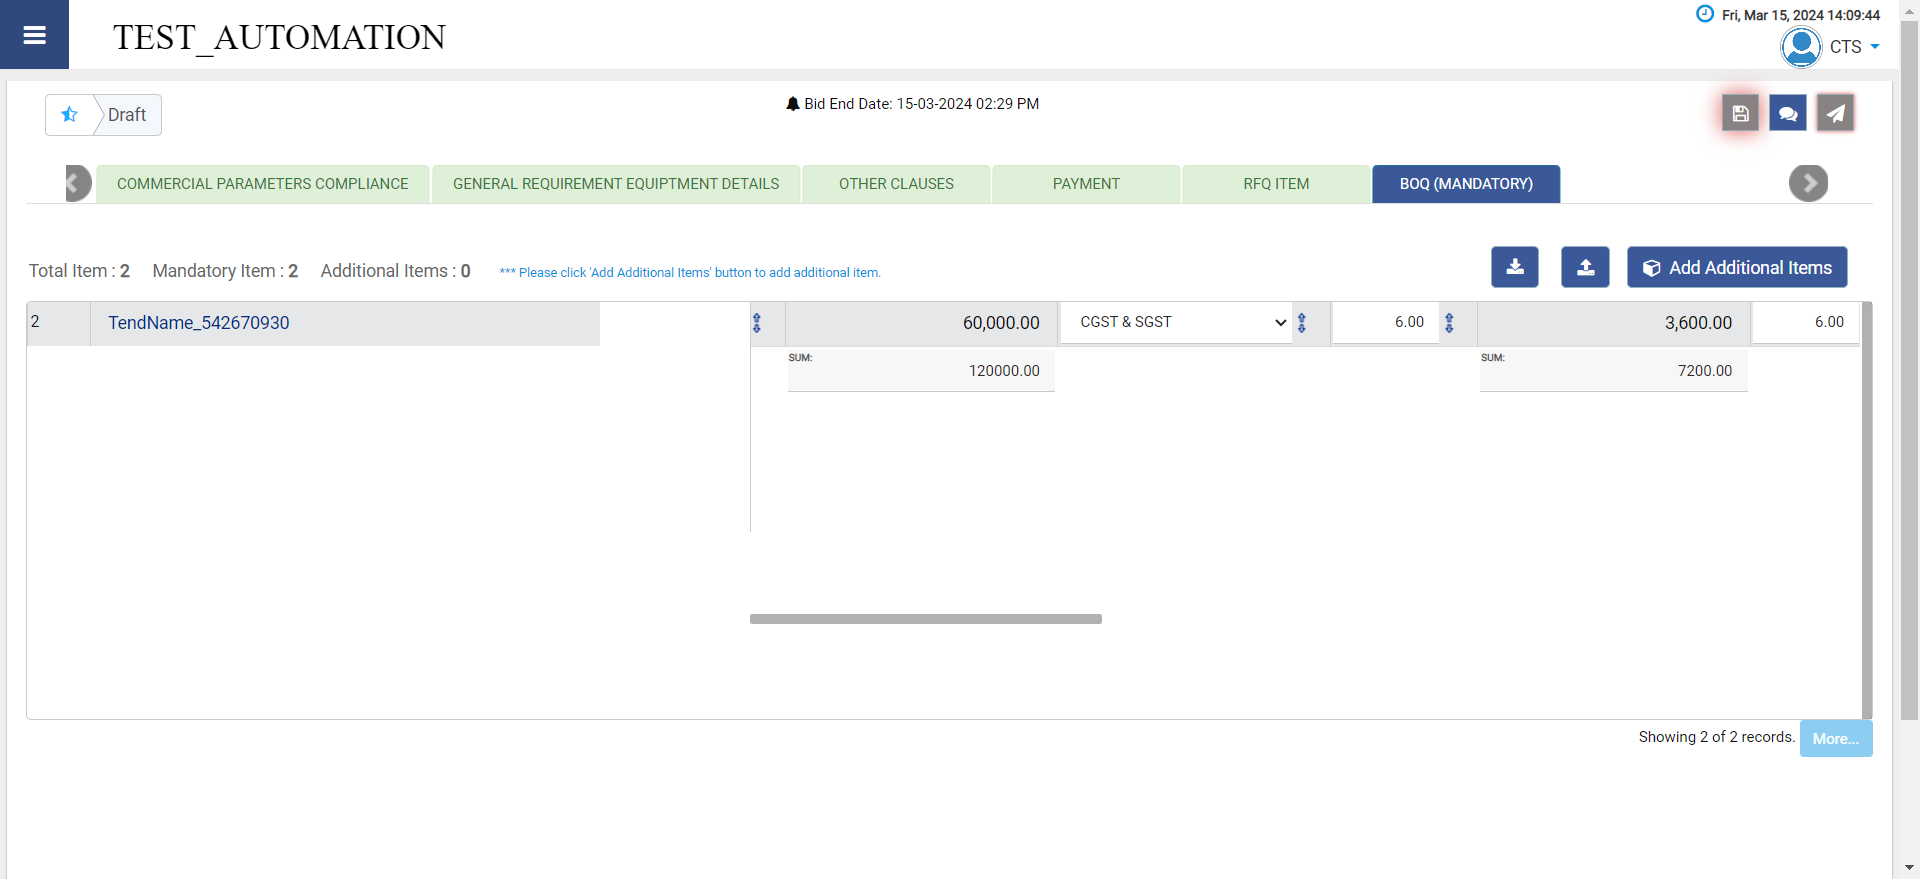 TEST_AUTOMATION
Fri, Mar 15, 2024 14:09:44
CTS
Draft
Bid End Date: 15-03-2024 02:29 PM
COMMERCIAL PARAMETERS COMPLIANCE
GENERAL REQUIREMENT EQUIPTMENT DETAILS
OTHER CLAUSES
PAYMENT
RFQ ITEM
BOQ (MANDATORY)
Total Item : 2
Mandatory Item : 2
Additional Items : 0
*** Please click 'Add Additional Items' button to add additional item.
Add Additional Items
2
TendName_542670930
60,000.00
CGST & SGST
6.00
3,600.00
6.00
SUM:
120000.00
SUM:
7200.00
Showing 2 of 2 records.
More...